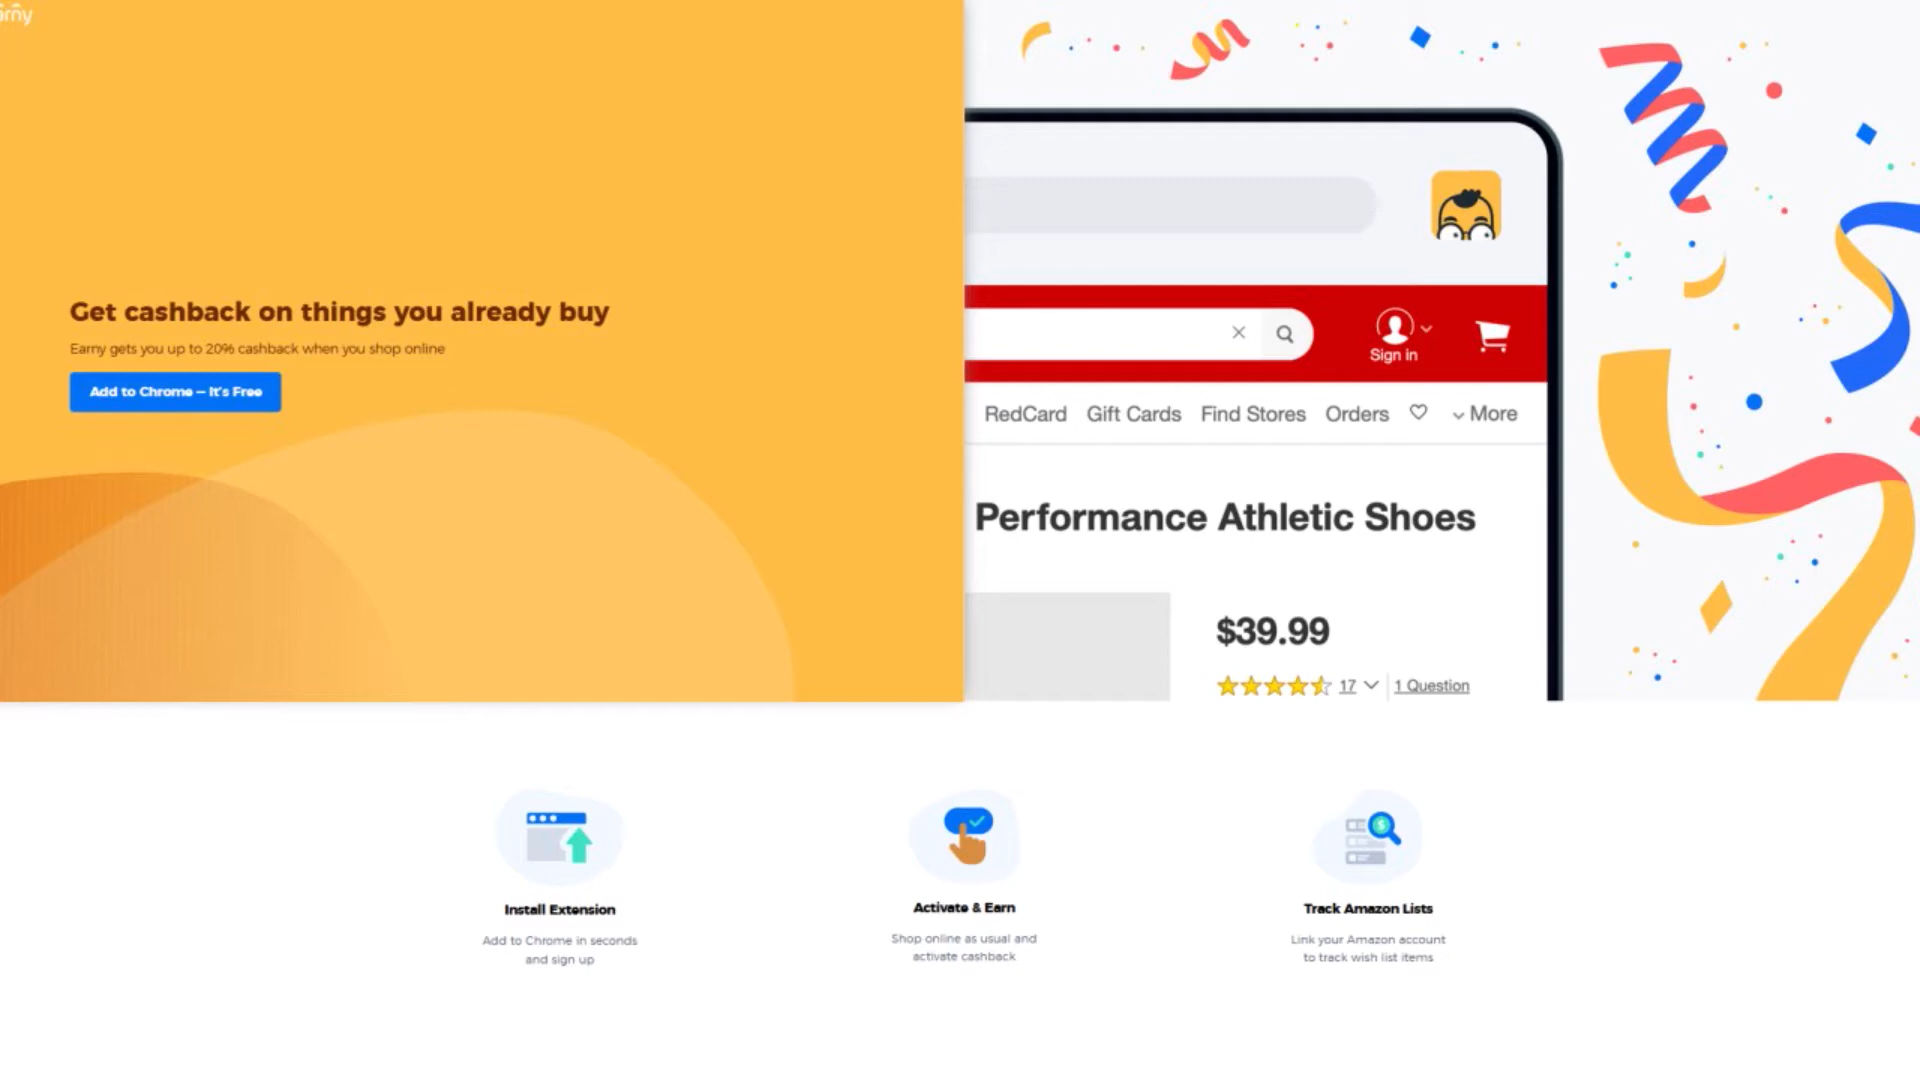 Get cashback on things you already buy
Earny gets you up to 20% cashback when you shop online
Add to Chrome – It's Free
Sign in
RedCard Gift Cards Find Stores Orders More
Performance Athletic Shoes
$39.99
17 1 Question
Install Extension
Add to Chrome in seconds
and sign up
Activate & Earn
Shop online as usual and
activate cashback
Track Amazon Lists
Link your Amazon account
to track wish list items